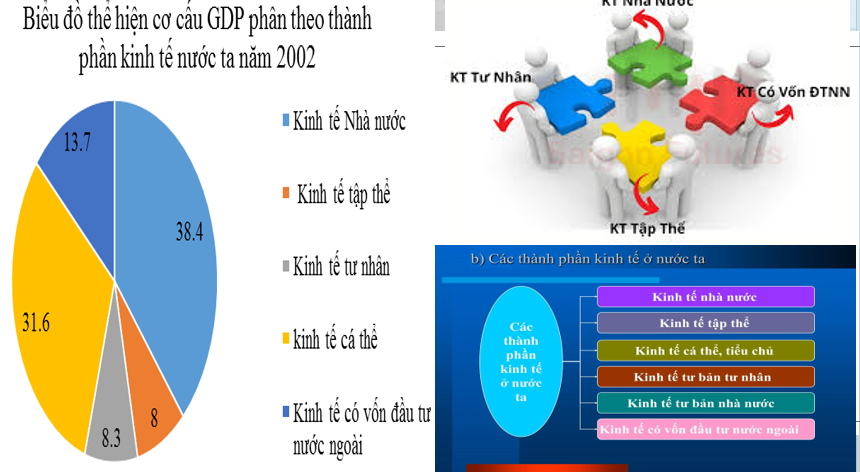 Biểu đồ thể hiện cơ cấu GDP phân theo thành
phần kinh tế nước ta năm 2002
13.7
38.4
31.6
8.3
8
Kinh tế Nhà nước
Kinh tế tập thể
Kinh tế tư nhân
kinh tế cá thể
Kinh tế có vốn đầu tư
nước ngoài
KT Nhà Nước
KT Tư Nhân
KT Có Vốn ĐTNN
KT Tập Thể
b) Các thành phần kinh tế ở nước ta
Các
thành
phần
kinh tế
ở nước
ta
Kinh tế nhà nước
Kinh tế tập thể
Kinh tế cá thể, tiểu chủ
Kinh tế tư bản tư nhân
Kinh tế tư bản nhà nước
Kinh tế có vốn đầu tư nước ngoài